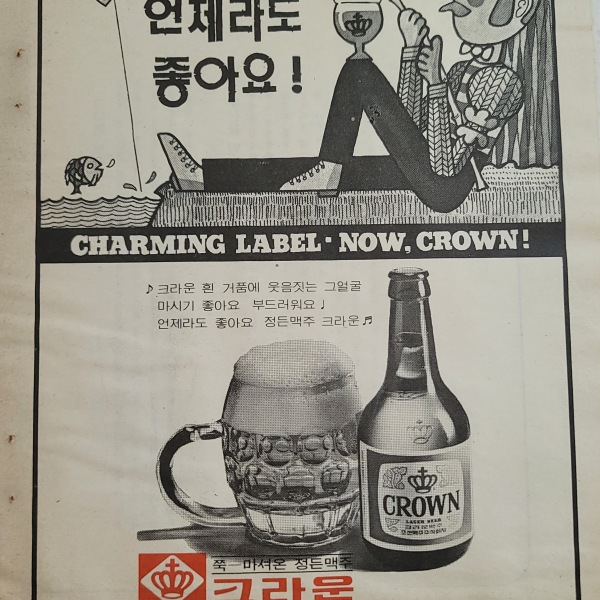 언제라도
좋아요!
CHARMING LABEL · NOW, CROWN!
♪ 크라운 흰 거품에 웃음짓는 그얼굴
마시기 좋아요 부드러워요 ♩
언제라도 좋아요 정든맥주 크라운 ♬
CROWN
LAGER BEER
쭉— 마셔온 정든맥주
크라운